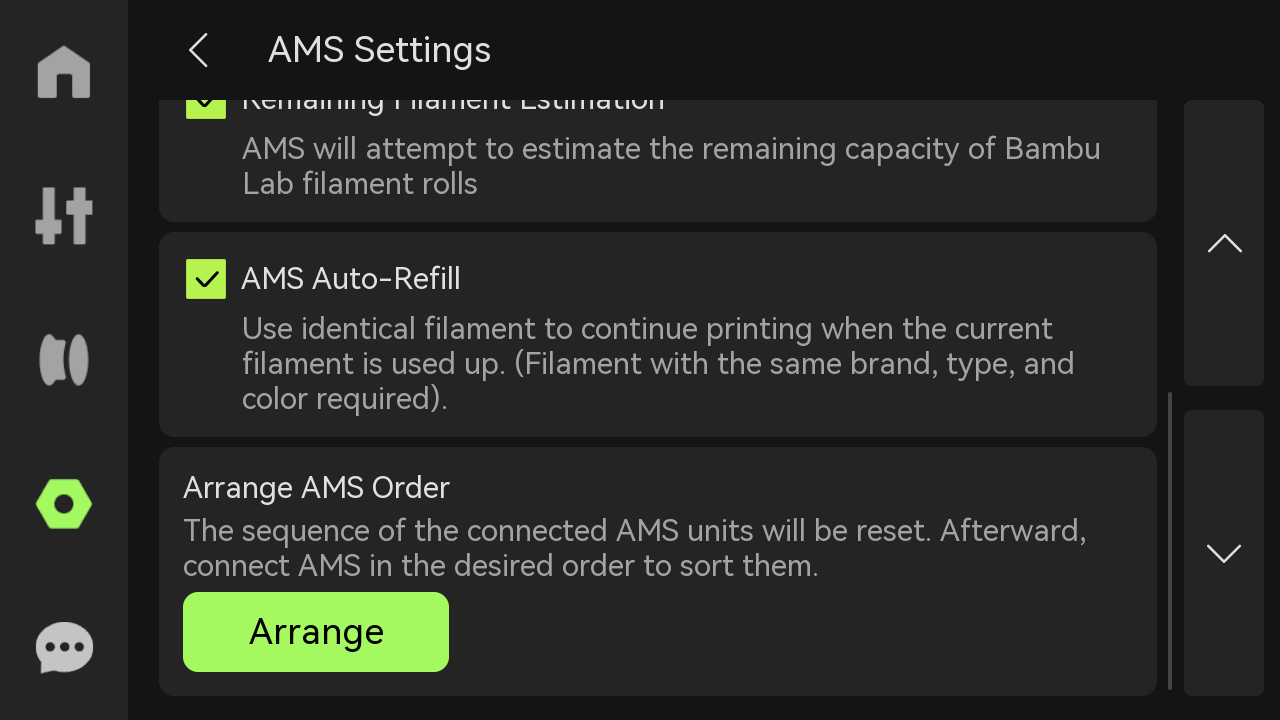 AMS Settings
Remaining Filament Estimation
AMS will attempt to estimate the remaining capacity of Bambu
Lab filament rolls
AMS Auto-Refill
Use identical filament to continue printing when the current
filament is used up. (Filament with the same brand, type, and
color required).
Arrange AMS Order
The sequence of the connected AMS units will be reset. Afterward,
connect AMS in the desired order to sort them.
Arrange